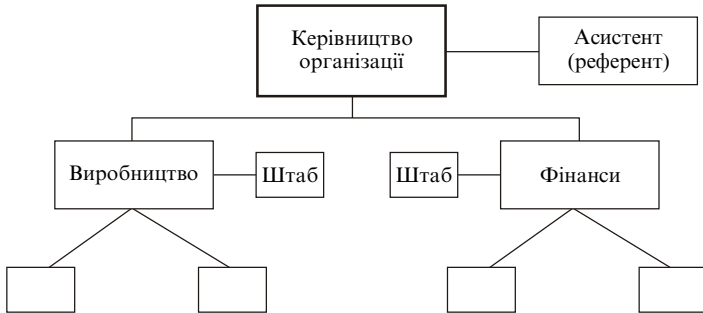 Керівництво
організації
Асистент
(референт)
Виробництво
Штаб
Штаб
Фінанси